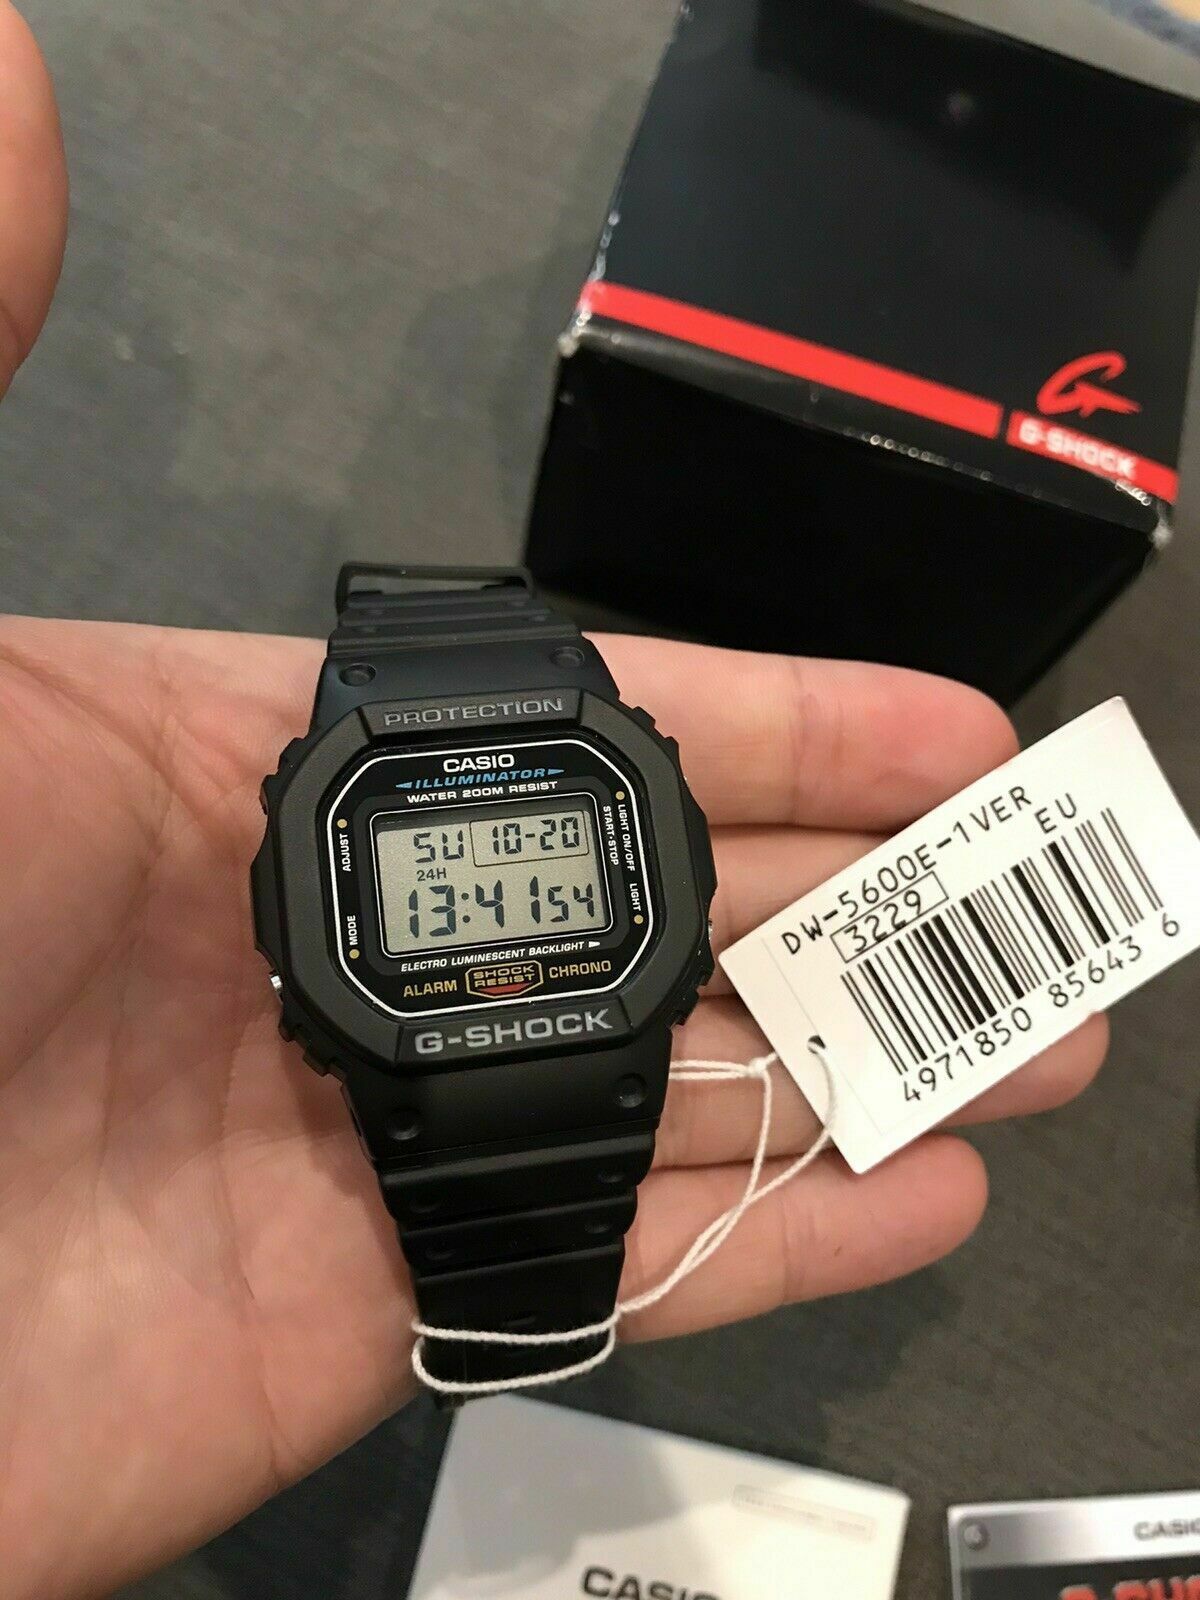 G-SHOCK
PROTECTION
CASIO
ILLUMINATOR
WATER 200M RESIST
ADJUST
MODE
LIGHT ON/OFF
START·STOP
LIGHT
SU 10-20
24H
13:41 54
ELECTRO LUMINESCENT BACKLIGHT
ALARM
SHOCK
RESIST
CHRONO
G-SHOCK
DW-5600E-1VER
3229
EU
4971850 85643 6
CASIO
CASIO